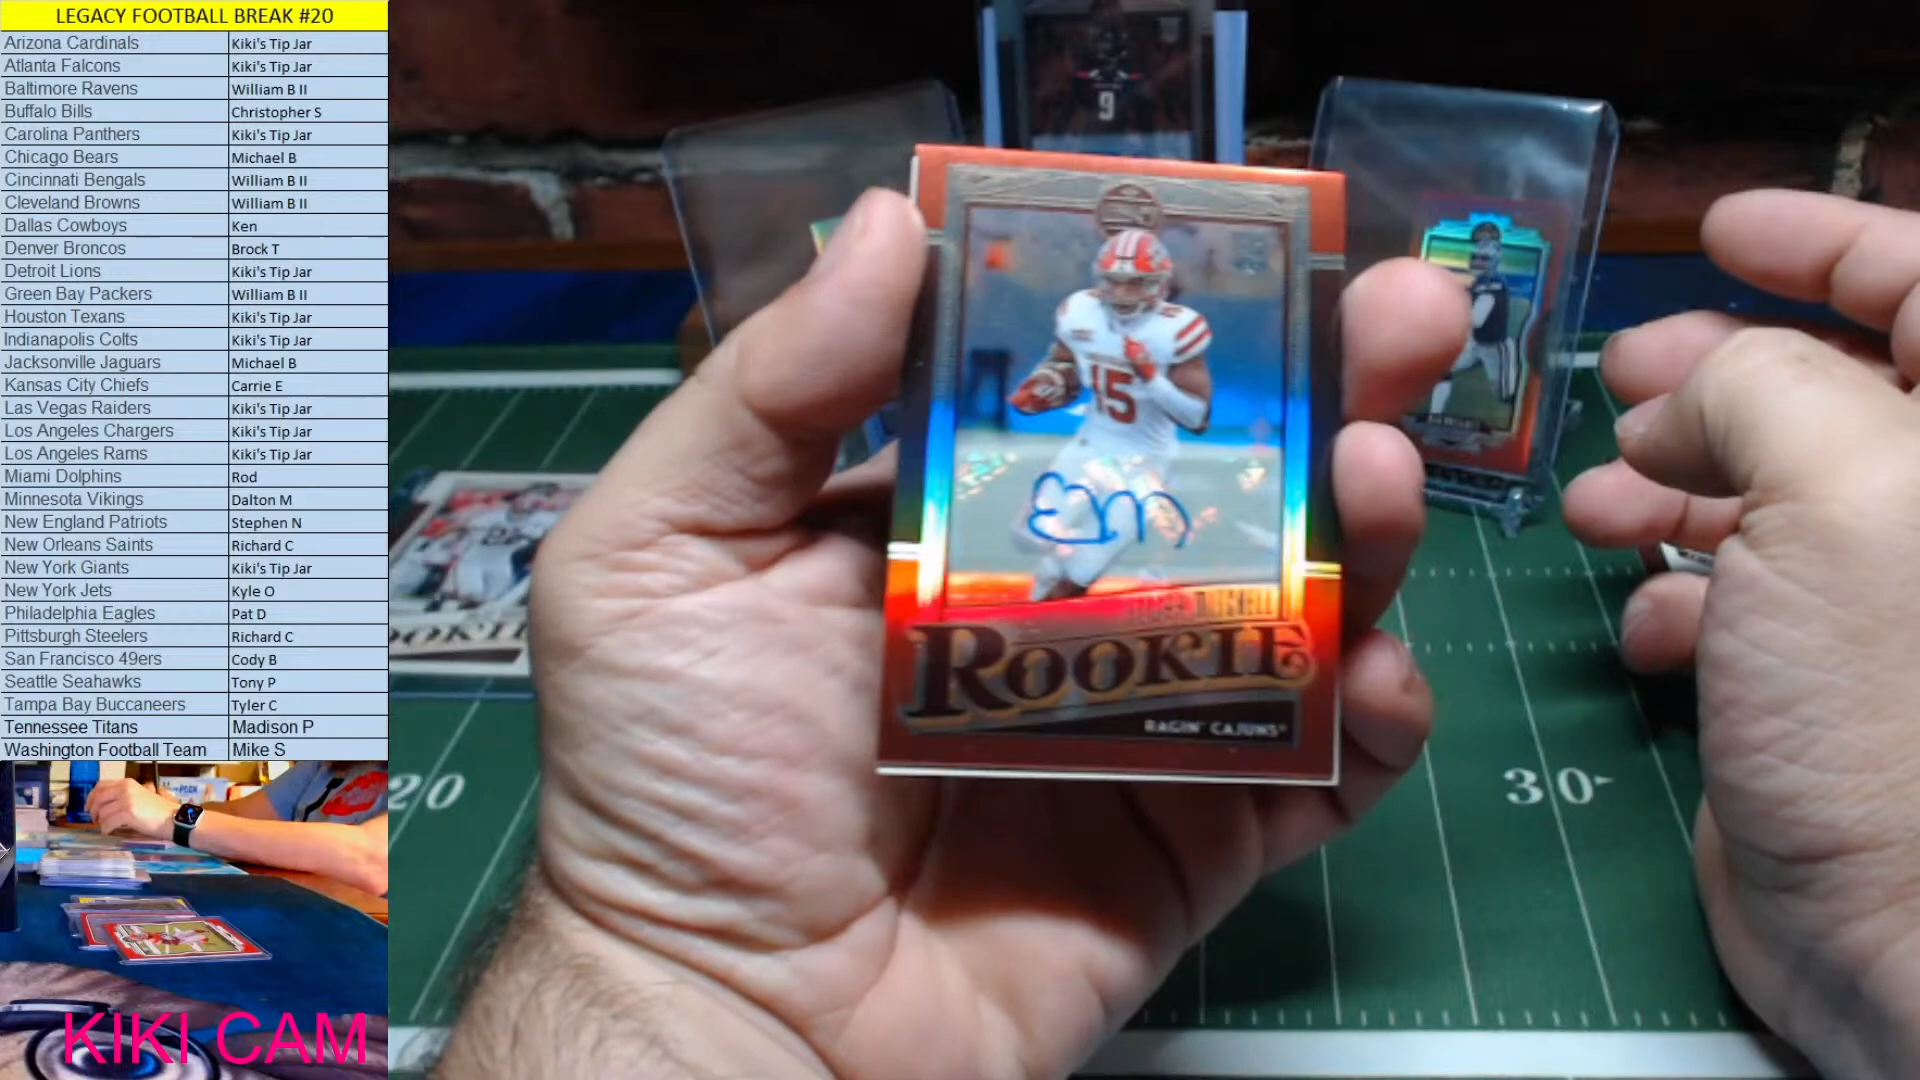 LEGACY FOOTBALL BREAK #20
Arizona Cardinals Kiki's Tip Jar
Atlanta Falcons Kiki's Tip Jar
Baltimore Ravens William B II
Buffalo Bills Christopher S
Carolina Panthers Kiki's Tip Jar
Chicago Bears Michael B
Cincinnati Bengals William B II
Cleveland Browns William B II
Dallas Cowboys Ken
Denver Broncos Brock T
Detroit Lions Kiki's Tip Jar
Green Bay Packers William B II
Houston Texans Kiki's Tip Jar
Indianapolis Colts Kiki's Tip Jar
Jacksonville Jaguars Michael B
Kansas City Chiefs Carrie E
Las Vegas Raiders Kiki's Tip Jar
Los Angeles Chargers Kiki's Tip Jar
Los Angeles Rams Kiki's Tip Jar
Miami Dolphins Rod
Minnesota Vikings Dalton M
New England Patriots Stephen N
New Orleans Saints Richard C
New York Giants Kiki's Tip Jar
New York Jets Kyle O
Philadelphia Eagles Pat D
Pittsburgh Steelers Richard C
San Francisco 49ers Cody B
Seattle Seahawks Tony P
Tampa Bay Buccaneers Tyler C
Tennessee Titans Madison P
Washington Football Team Mike S
KIKI CAM
9
15
ROOKIE
RAGIN' CAJUNS
20
30